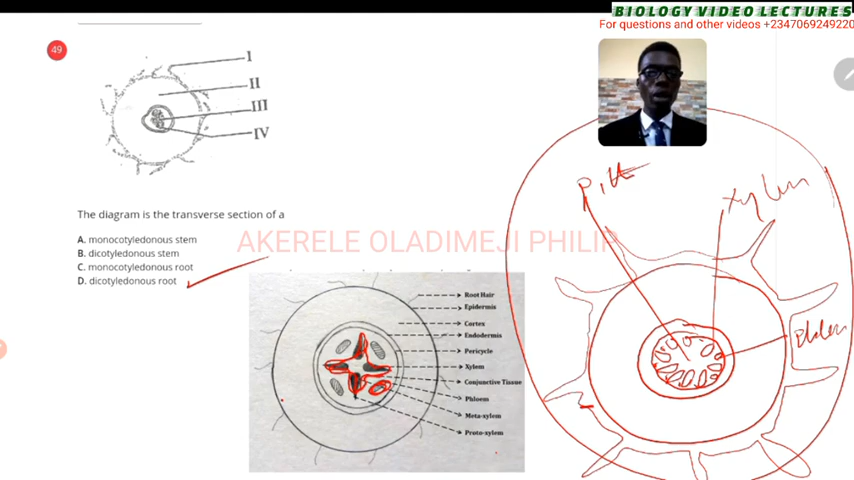 BIOLOGY VIDEO LECTURES
For questions and other videos +2347069249220
49
I
II
III
IV
The diagram is the transverse section of a
A. monocotyledonous stem
B. dicotyledonous stem
C. monocotyledonous root
D. dicotyledonous root
AKERELE OLADIMEJI PHILIP
Root Hair
Epidermis
Cortex
Endodermis
Pericycle
Xylem
Conjunctive Tissue
Phloem
Meta-xylem
Proto-xylem
Pith
Xylem